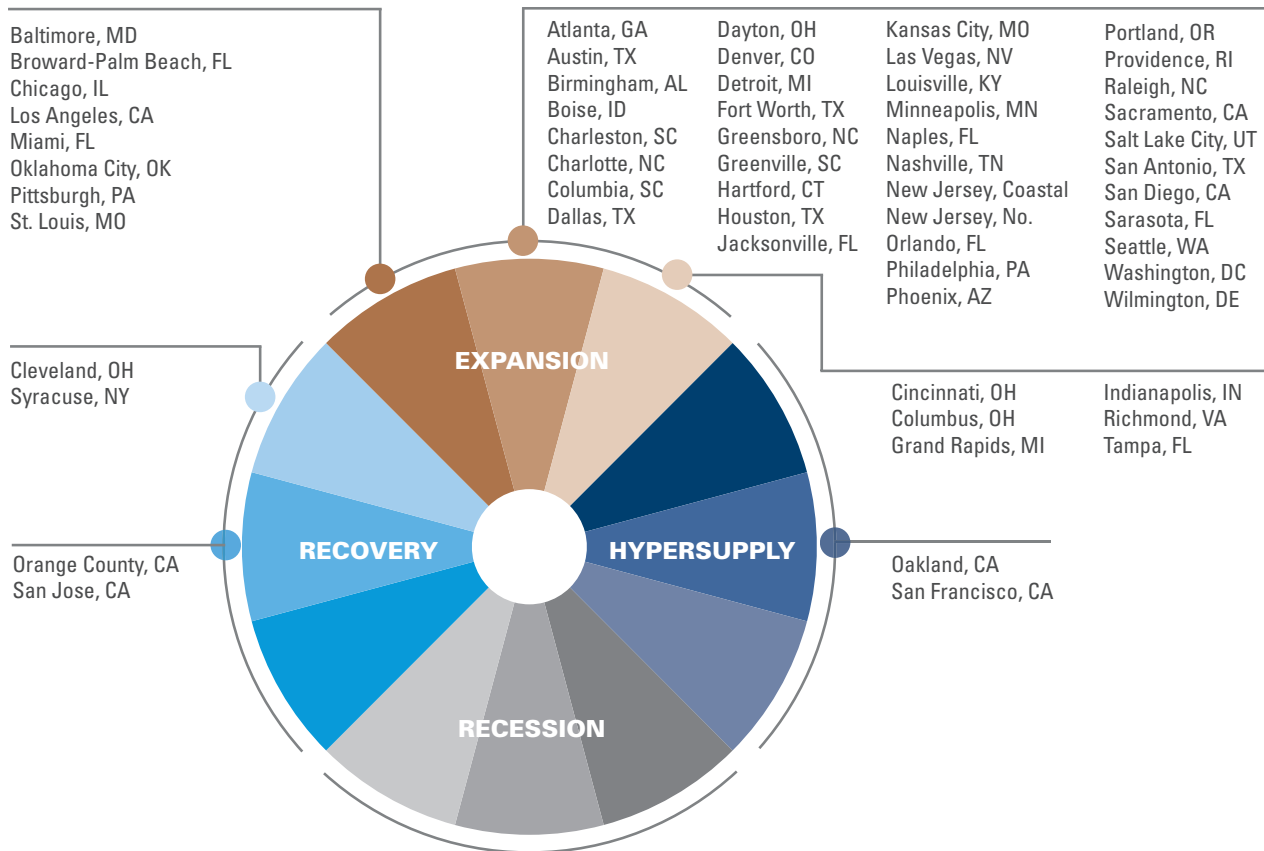 Baltimore, MD
Broward-Palm Beach, FL
Chicago, IL
Los Angeles, CA
Miami, FL
Oklahoma City, OK
Pittsburgh, PA
St. Louis, MO
Atlanta, GA
Austin, TX
Birmingham, AL
Boise, ID
Charleston, SC
Charlotte, NC
Columbia, SC
Dallas, TX
Dayton, OH
Denver, CO
Detroit, MI
Fort Worth, TX
Greensboro, NC
Greenville, SC
Hartford, CT
Houston, TX
Jacksonville, FL
Kansas City, MO
Las Vegas, NV
Louisville, KY
Minneapolis, MN
Naples, FL
Nashville, TN
New Jersey, Coastal
New Jersey, No.
Orlando, FL
Philadelphia, PA
Phoenix, AZ
Portland, OR
Providence, RI
Raleigh, NC
Sacramento, CA
Salt Lake City, UT
San Antonio, TX
San Diego, CA
Sarasota, FL
Seattle, WA
Washington, DC
Wilmington, DE
Cleveland, OH
Syracuse, NY
EXPANSION
Cincinnati, OH
Columbus, OH
Grand Rapids, MI
Indianapolis, IN
Richmond, VA
Tampa, FL
Orange County, CA
San Jose, CA
RECOVERY
HYPERSUPPLY
Oakland, CA
San Francisco, CA
RECESSION